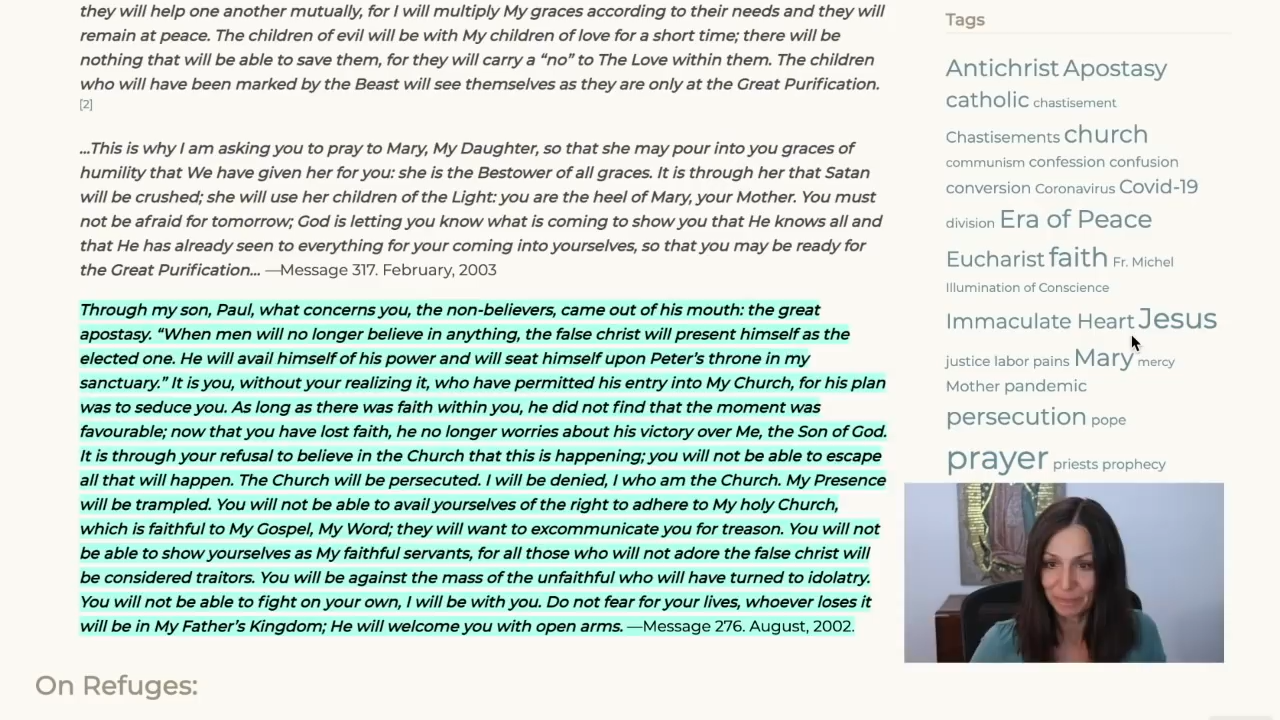 they will help one another mutually, for I will multiply My graces according to their needs and they will
remain at peace. The children of evil will be with My children of love for a short time; there will be
nothing that will be able to save them, for they will carry a “no” to The Love within them. The children
who will have been marked by the Beast will see themselves as they are only at the Great Purification.
[2]
…This is why I am asking you to pray to Mary, My Daughter, so that she may pour into you graces of
humility that We have given her for you: she is the Bestower of all graces. It is through her that Satan
will be crushed; she will use her children of the Light: you are the heel of Mary, your Mother. You must
not be afraid for tomorrow; God is letting you know what is coming to show you that He knows all and
that He has already seen to everything for your coming into yourselves, so that you may be ready for
the Great Purification… —Message 317. February, 2003
Through my son, Paul, what concerns you, the non-believers, came out of his mouth: the great
apostasy. “When men will no longer believe in anything, the false christ will present himself as the
elected one. He will avail himself of his power and will seat himself upon Peter’s throne in my
sanctuary.” It is you, without your realizing it, who have permitted his entry into My Church, for his plan
was to seduce you. As long as there was faith within you, he did not find that the moment was
favourable; now that you have lost faith, he no longer worries about his victory over Me, the Son of God.
It is through your refusal to believe in the Church that this is happening; you will not be able to escape
all that will happen. The Church will be persecuted. I will be denied, I who am the Church. My Presence
will be trampled. You will not be able to avail yourselves of the right to adhere to My holy Church,
which is faithful to My Gospel, My Word; they will want to excommunicate you for treason. You will not
be able to show yourselves as My faithful servants, for all those who will not adore the false christ will
be considered traitors. You will be against the mass of the unfaithful who will have turned to idolatry.
You will not be able to fight on your own, I will be with you. Do not fear for your lives, whoever loses it
will be in My Father’s Kingdom; He will welcome you with open arms. —Message 276. August, 2002.
On Refuges:
Tags
Antichrist Apostasy
catholic chastisement
Chastisements church
communism confession confusion
conversion Coronavirus Covid-19
division Era of Peace
Eucharist faith Fr. Michel
Illumination of Conscience
Immaculate Heart Jesus
justice labor pains Mary mercy
Mother pandemic
persecution pope
prayer priests prophecy